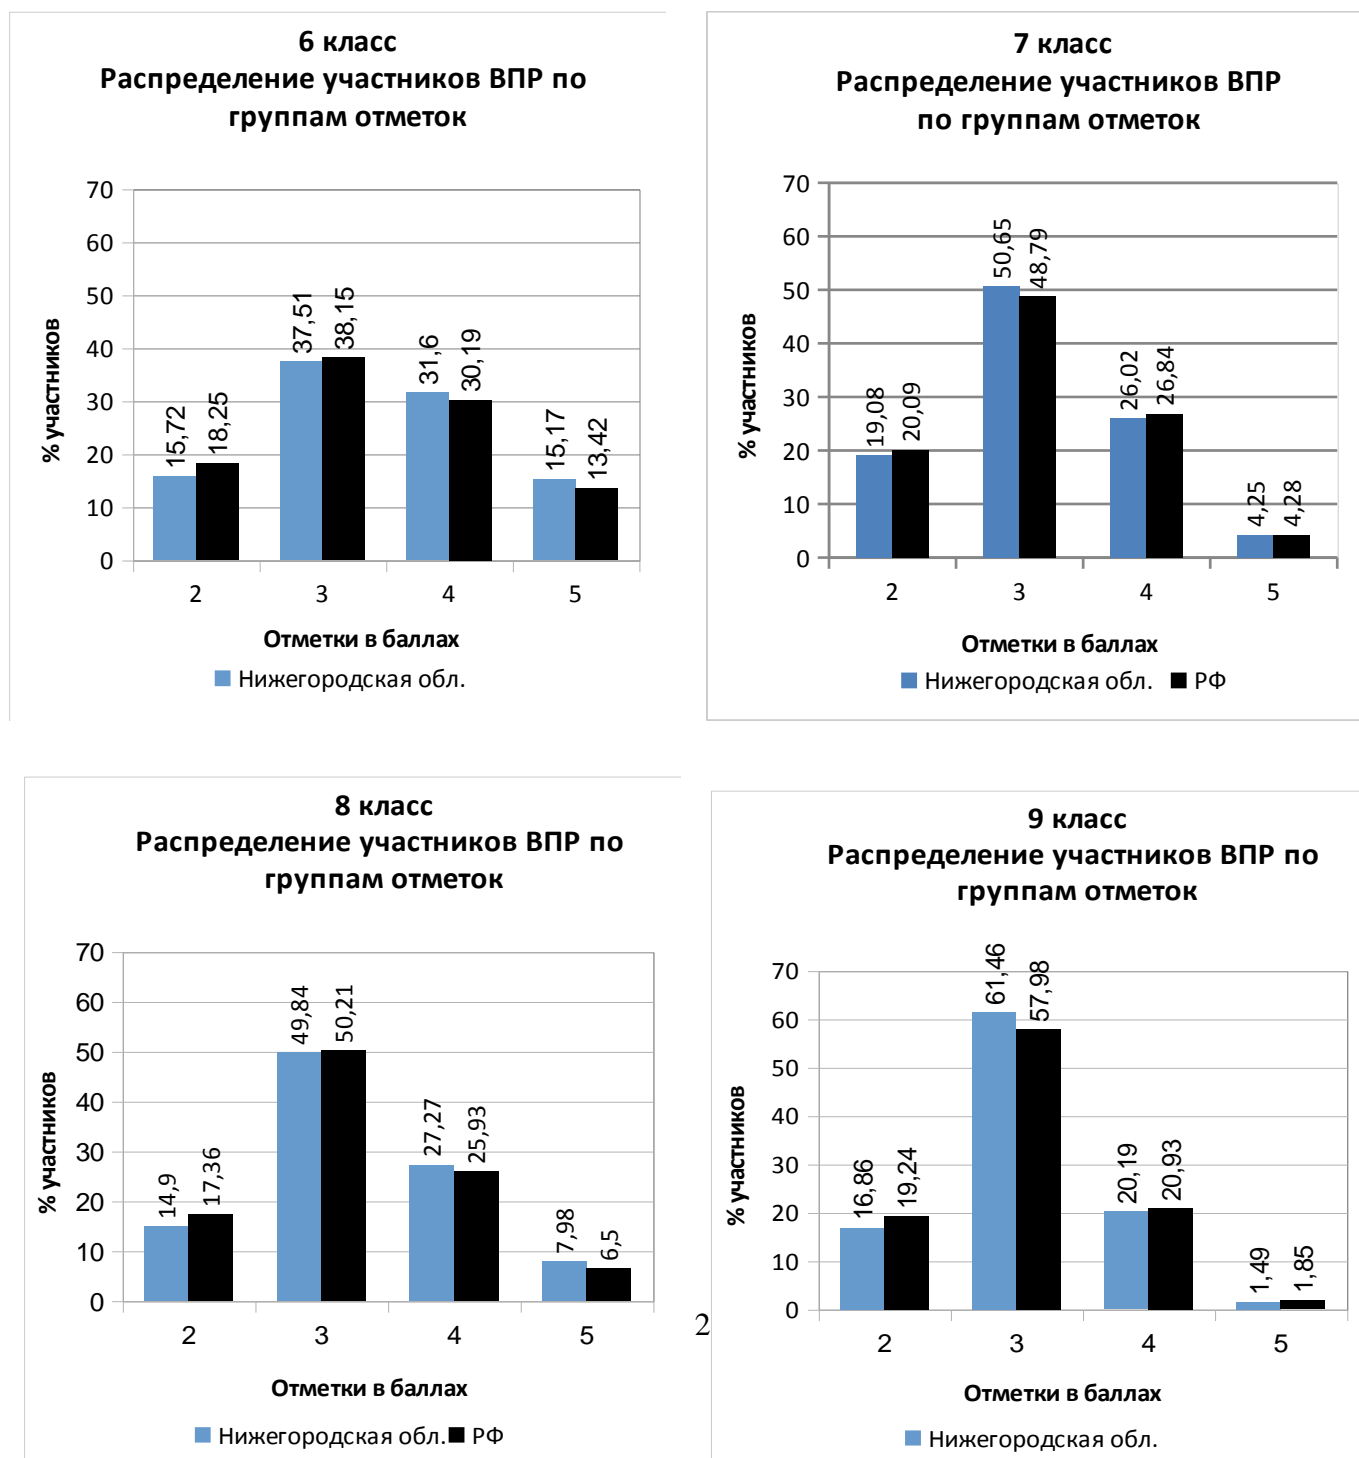 6 класс
Распределение участников ВПР по
группам отметок
70
60
50
40
30
20
10
0
% участников
15,72
18,25
37,51
38,15
31,6
30,19
15,17
13,42
2 3 4 5
Отметки в баллах
Нижегородская обл.
7 класс
Распределение участников ВПР
по группам отметок
70
60
50
40
30
20
10
0
% участников
19,08
20,09
50,65
48,79
26,02
26,84
4,25
4,28
2 3 4 5
Отметки в баллах
Нижегородская обл. РФ
8 класс
Распределение участников ВПР по
группам отметок
70
60
50
40
30
20
10
0
% участников
14,9
17,36
49,84
50,21
27,27
25,93
7,98
6,5
2 3 4 5
Отметки в баллах
Нижегородская обл. РФ
2
9 класс
Распределение участников ВПР по
группам отметок
70
60
50
40
30
20
10
0
% участников
16,86
19,24
61,46
57,98
20,19
20,93
1,49
1,85
2 3 4 5
Отметки в баллах
Нижегородская обл.